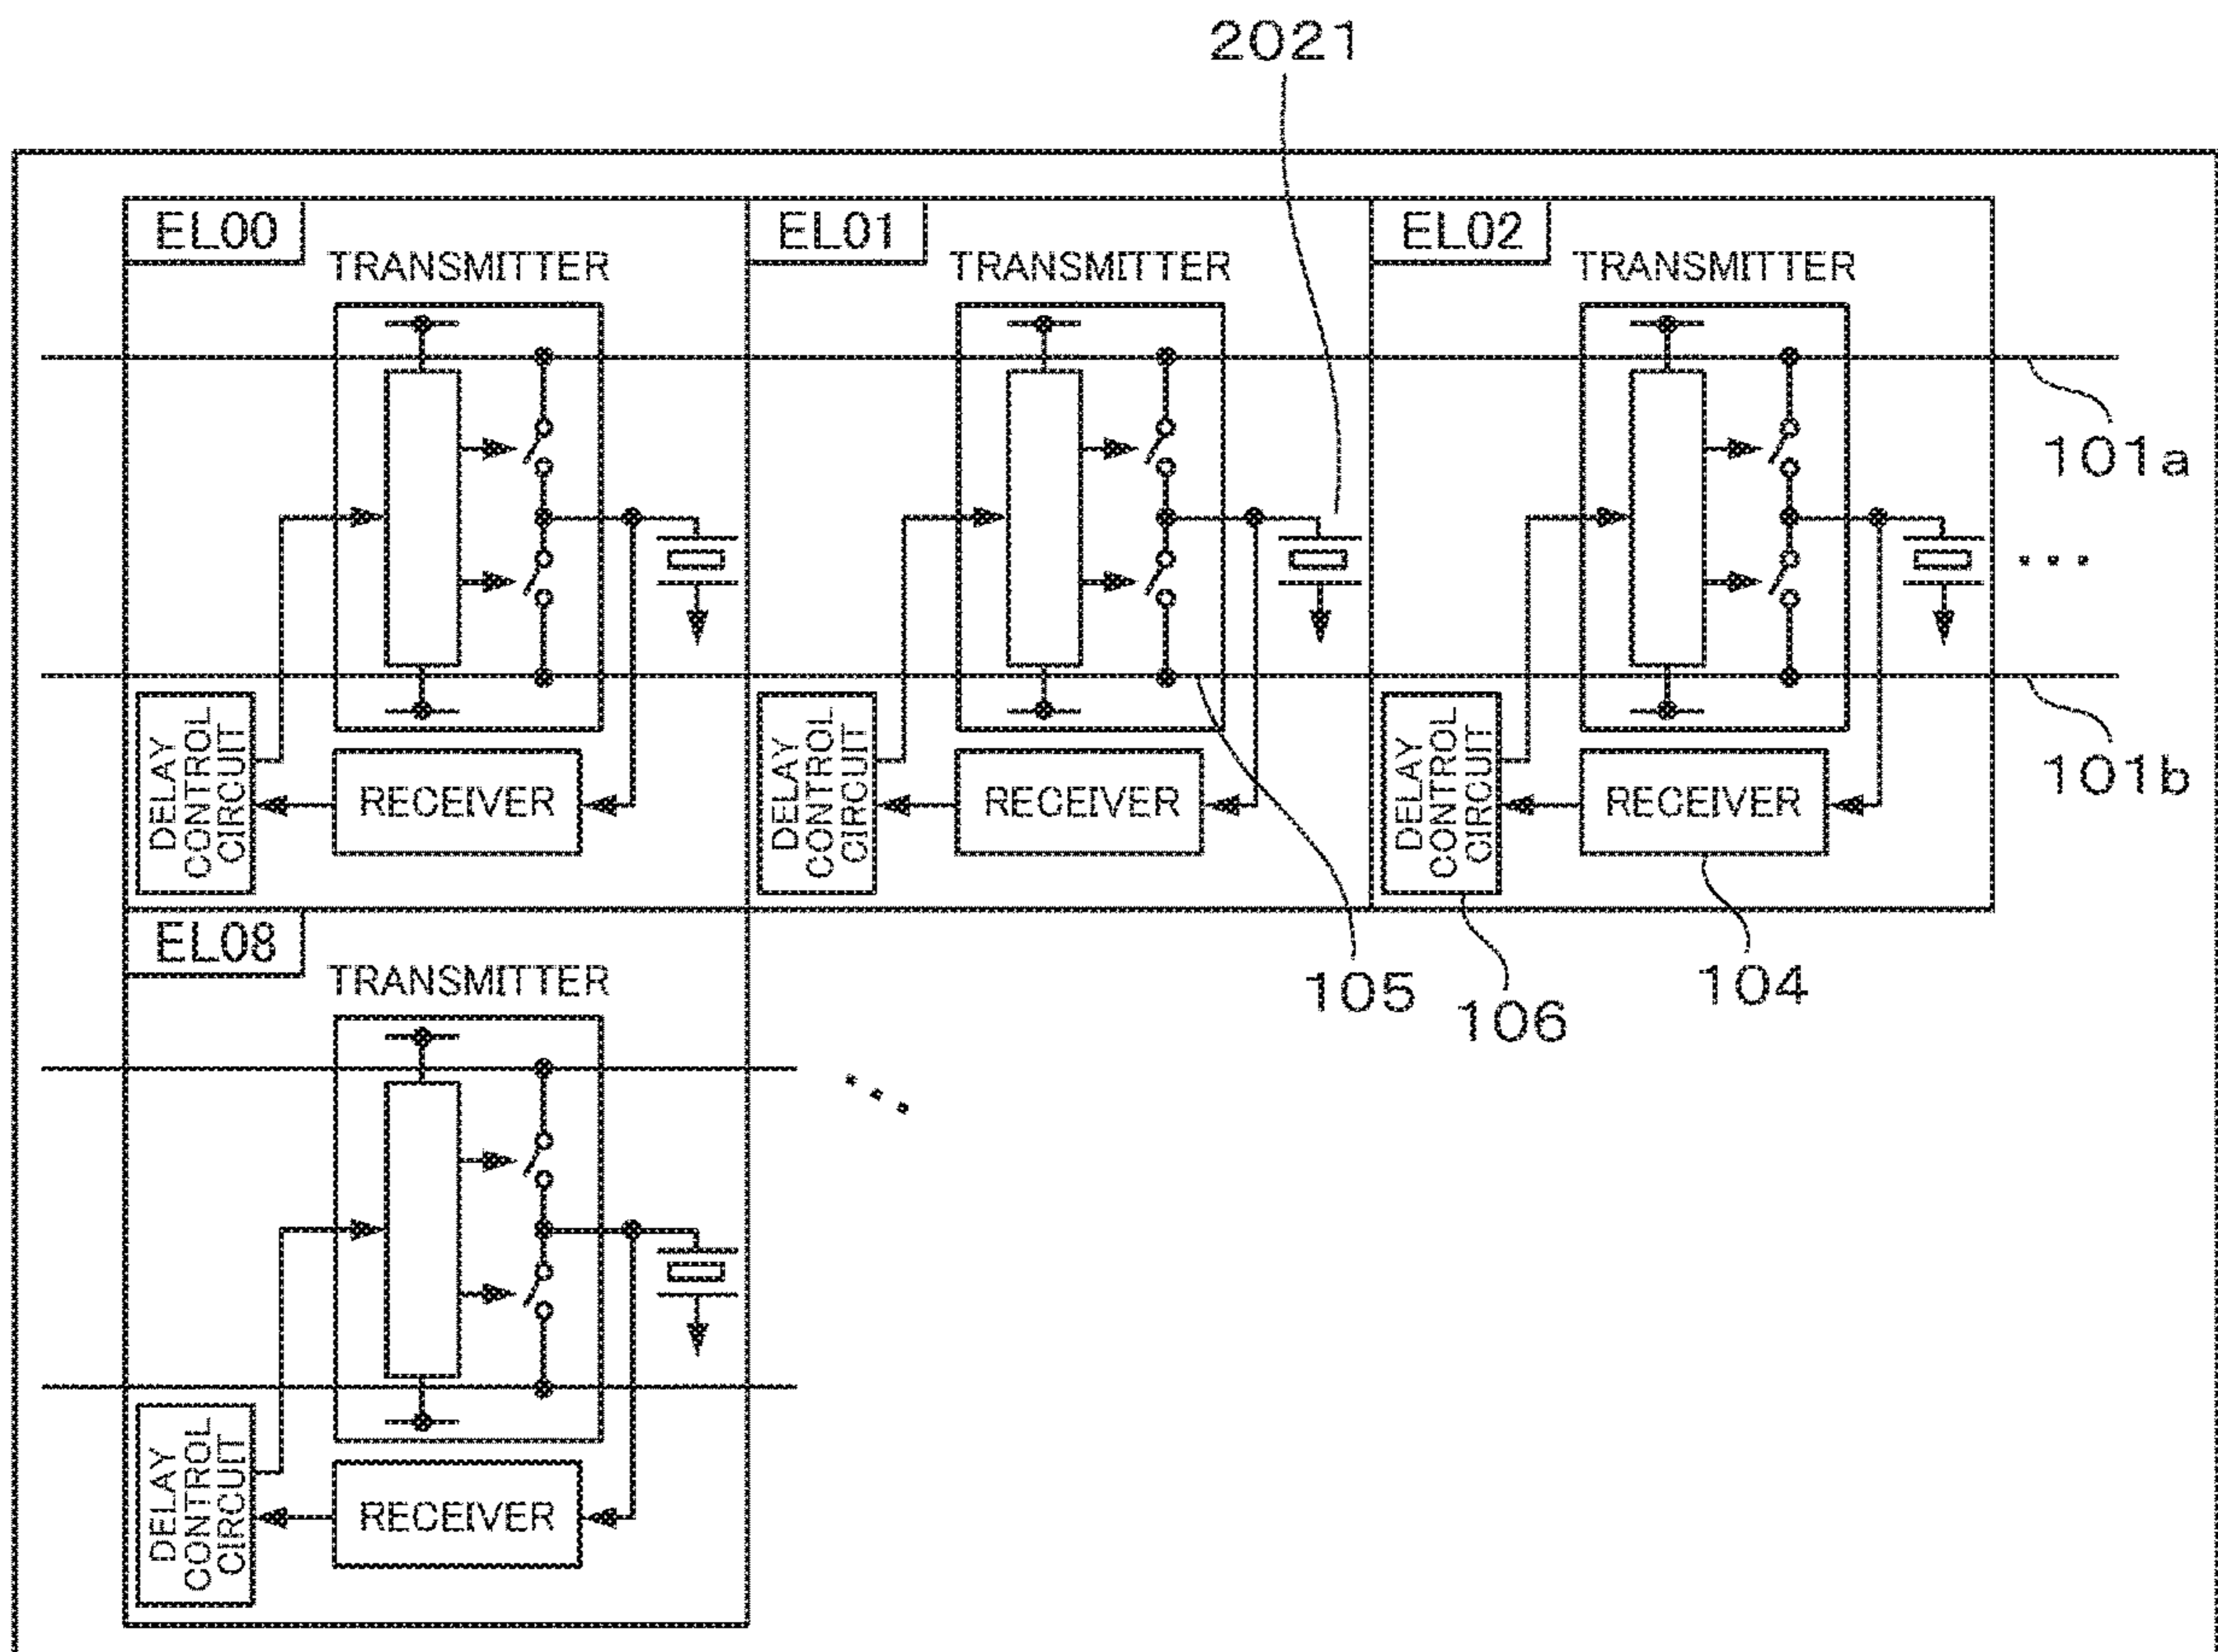 2021
EL00
TRANSMITTER
EL01
TRANSMITTER
EL02
TRANSMITTER
101a
101b
DELAY
CONTROL
CIRCUIT
RECEIVER
DELAY
CONTROL
CIRCUIT
RECEIVER
DELAY
CONTROL
CIRCUIT
RECEIVER
105
106
104
EL08
TRANSMITTER
DELAY
CONTROL
CIRCUIT
RECEIVER